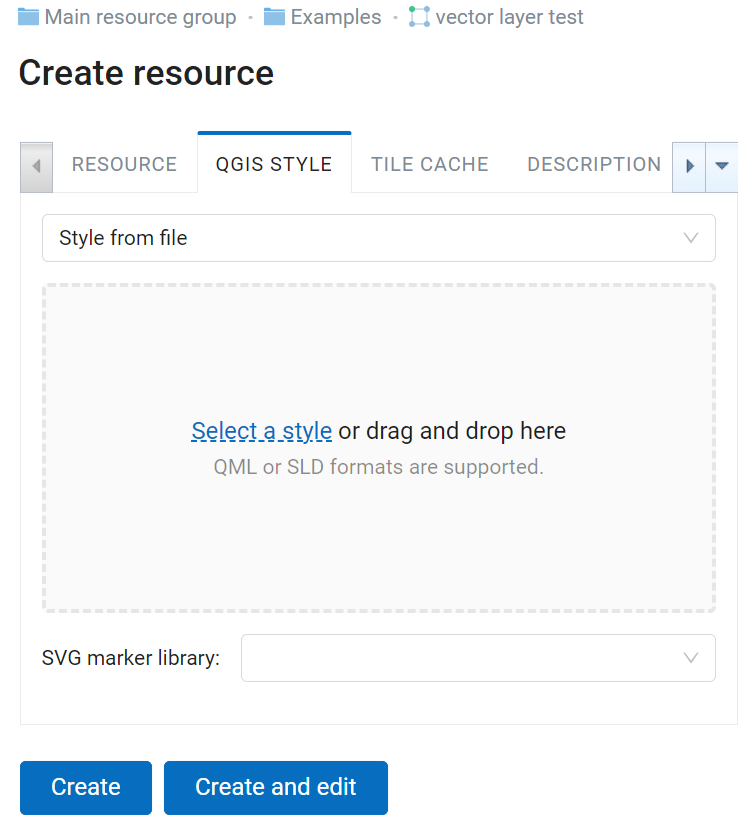 Main resource group · Examples · vector layer test
Create resource
RESOURCE QGIS STYLE TILE CACHE DESCRIPTION
Style from file
Select a style or drag and drop here
QML or SLD formats are supported.
SVG marker library:
Create Create and edit